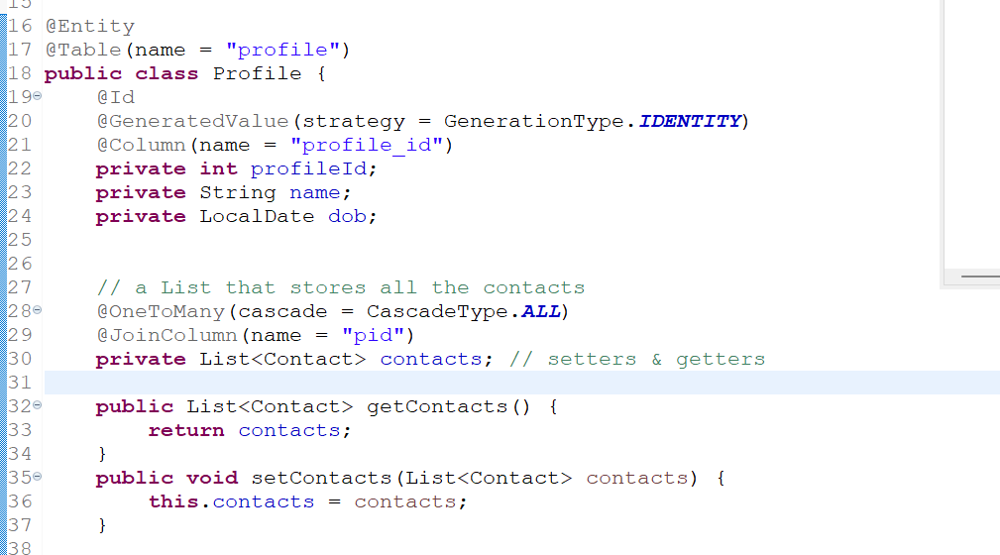 15
16 @Entity
17 @Table(name = "profile")
18 public class Profile {
19 @Id
20 @GeneratedValue(strategy = GenerationType.IDENTITY)
21 @Column(name = "profile_id")
22 private int profileId;
23 private String name;
24 private LocalDate dob;
25
26
27 // a List that stores all the contacts
28 @OneToMany(cascade = CascadeType.ALL)
29 @JoinColumn(name = "pid")
30 private List<Contact> contacts; // setters & getters
31
32 public List<Contact> getContacts() {
33 return contacts;
34 }
35 public void setContacts(List<Contact> contacts) {
36 this.contacts = contacts;
37 }
38